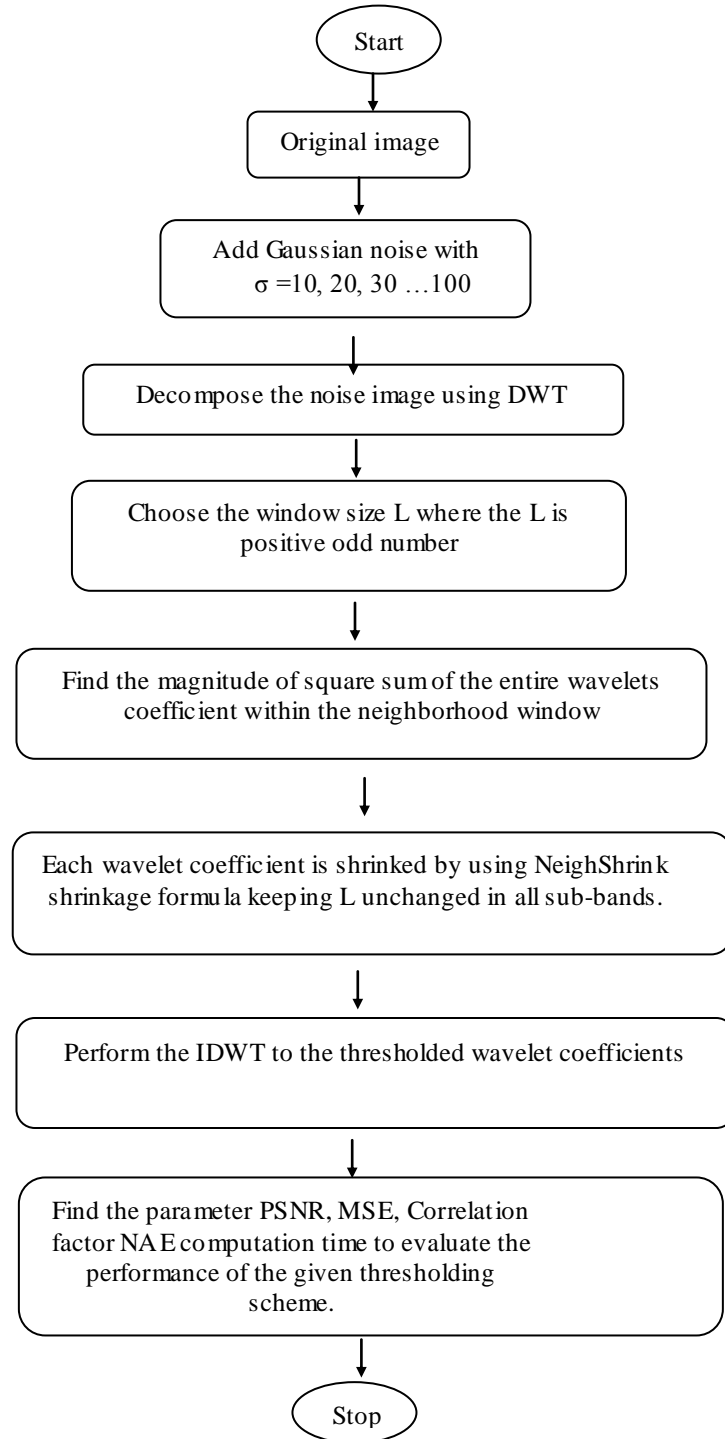 Start
Original image
Add Gaussian noise with
σ =10, 20, 30 …100
Decompose the noise image using DWT
Choose the window size L where the L is
positive odd number
Find the magnitude of square sum of the entire wavelets
coefficient within the neighborhood window
Each wavelet coefficient is shrinked by using NeighShrink
shrinkage formula keeping L unchanged in all sub-bands.
Perform the IDWT to the thresholded wavelet coefficients
Find the parameter PSNR, MSE, Correlation
factor NAE computation time to evaluate the
performance of the given thresholding
scheme.
Stop